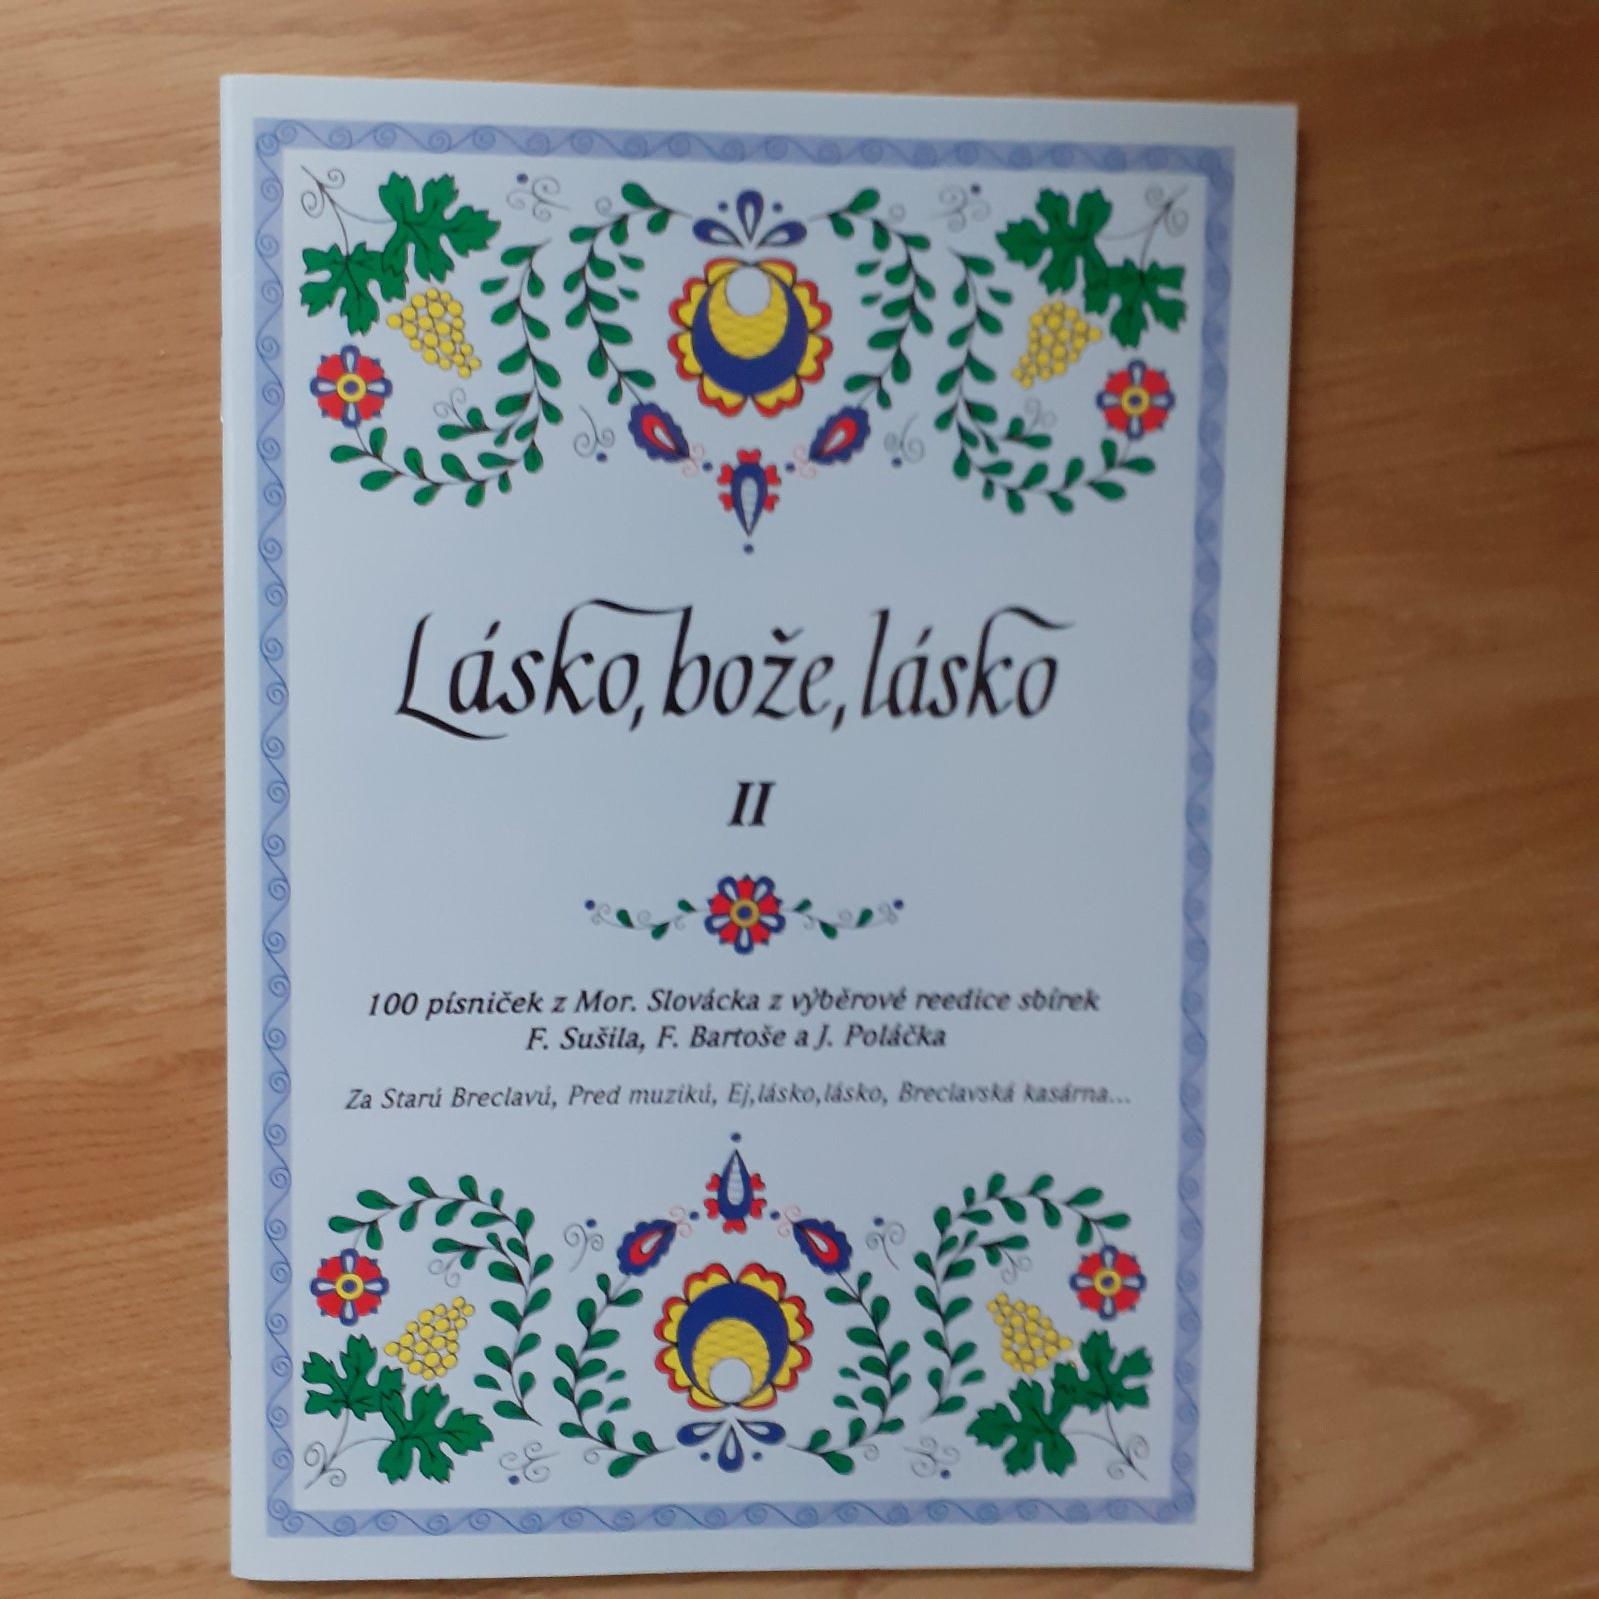 Lásko, bože, lásko
II
100 písniček z Mor. Slovácka z výběrové reedice sbírek
F. Sušila, F. Bartoše a J. Poláčka
Za Starú Breclavú, Pred muzikú, Ej,lásko,lásko, Breclavská kasárna...